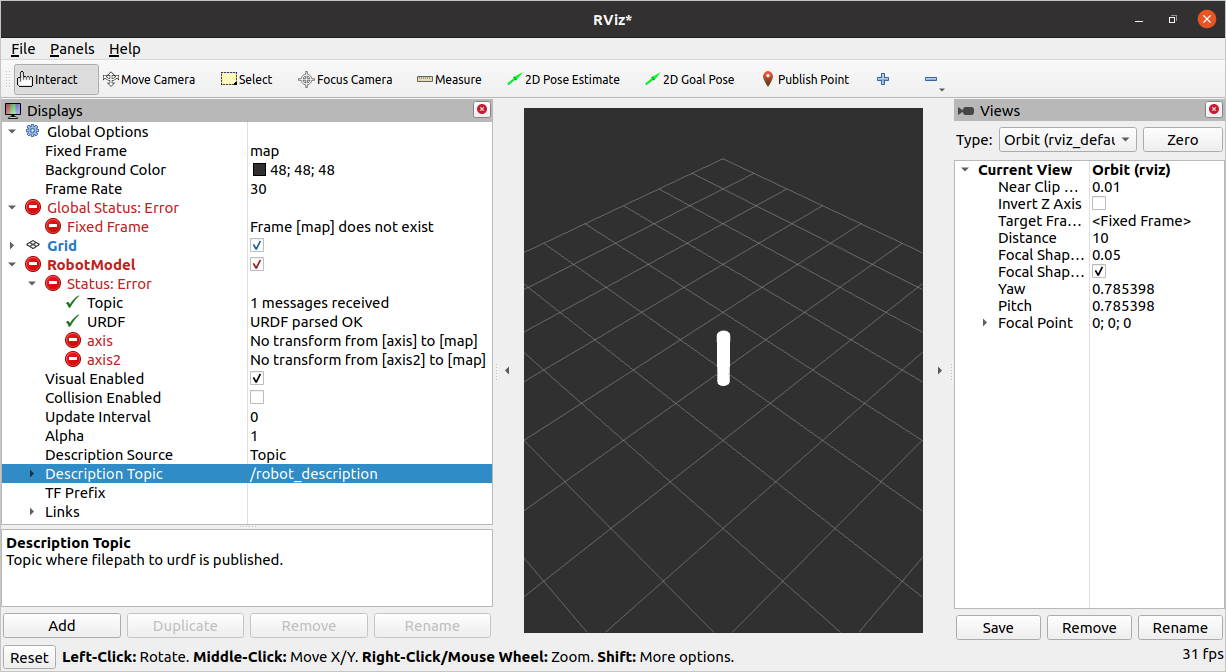 RViz*
File Panels Help
Interact Move Camera Select Focus Camera Measure 2D Pose Estimate 2D Goal Pose Publish Point
Displays
Global Options
Fixed Frame map
Background Color 48; 48; 48
Frame Rate 30
Global Status: Error
Fixed Frame Frame [map] does not exist
Grid
RobotModel
Status: Error
Topic 1 messages received
URDF URDF parsed OK
axis No transform from [axis] to [map]
axis2 No transform from [axis2] to [map]
Visual Enabled
Collision Enabled
Update Interval 0
Alpha 1
Description Source Topic
Description Topic /robot_description
TF Prefix
Links
Description Topic
Topic where filepath to urdf is published.
Add Duplicate Remove Rename
Views
Type: Orbit (rviz_defau Zero
Current View Orbit (rviz)
Near Clip ... 0.01
Invert Z Axis
Target Fra... <Fixed Frame>
Distance 10
Focal Shap... 0.05
Focal Shap...
Yaw 0.785398
Pitch 0.785398
Focal Point 0; 0; 0
Save Remove Rename
Reset Left-Click: Rotate. Middle-Click: Move X/Y. Right-Click/Mouse Wheel: Zoom. Shift: More options. 31 fps